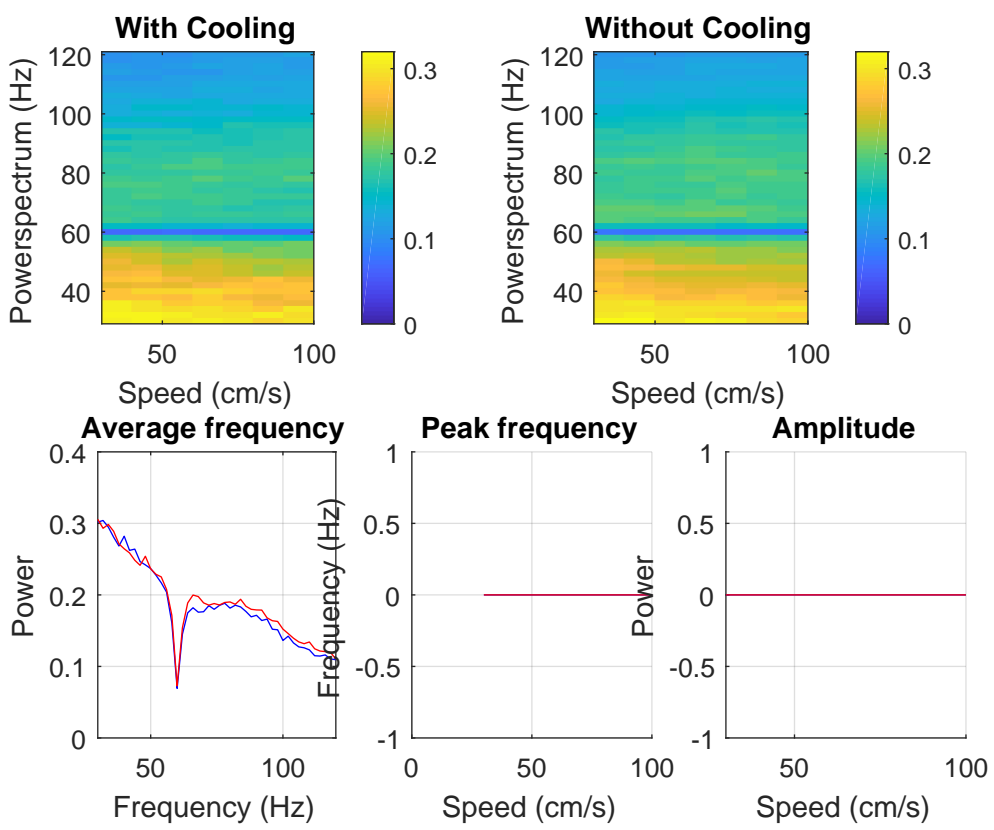 With Cooling
Without Cooling
Powerspectrum (Hz)
120
100
80
60
40
50
100
Speed (cm/s)
0.3
0.2
0.1
0
Powerspectrum (Hz)
120
100
80
60
40
50
100
Speed (cm/s)
0.3
0.2
0.1
0
Average frequency
Power
0.4
0.3
0.2
0.1
0
50
100
Frequency (Hz)
Peak frequency
Frequency (Hz)
1
0.5
0
-0.5
-1
0
50
100
Speed (cm/s)
Amplitude
Power
1
0.5
0
-0.5
-1
50
100
Speed (cm/s)